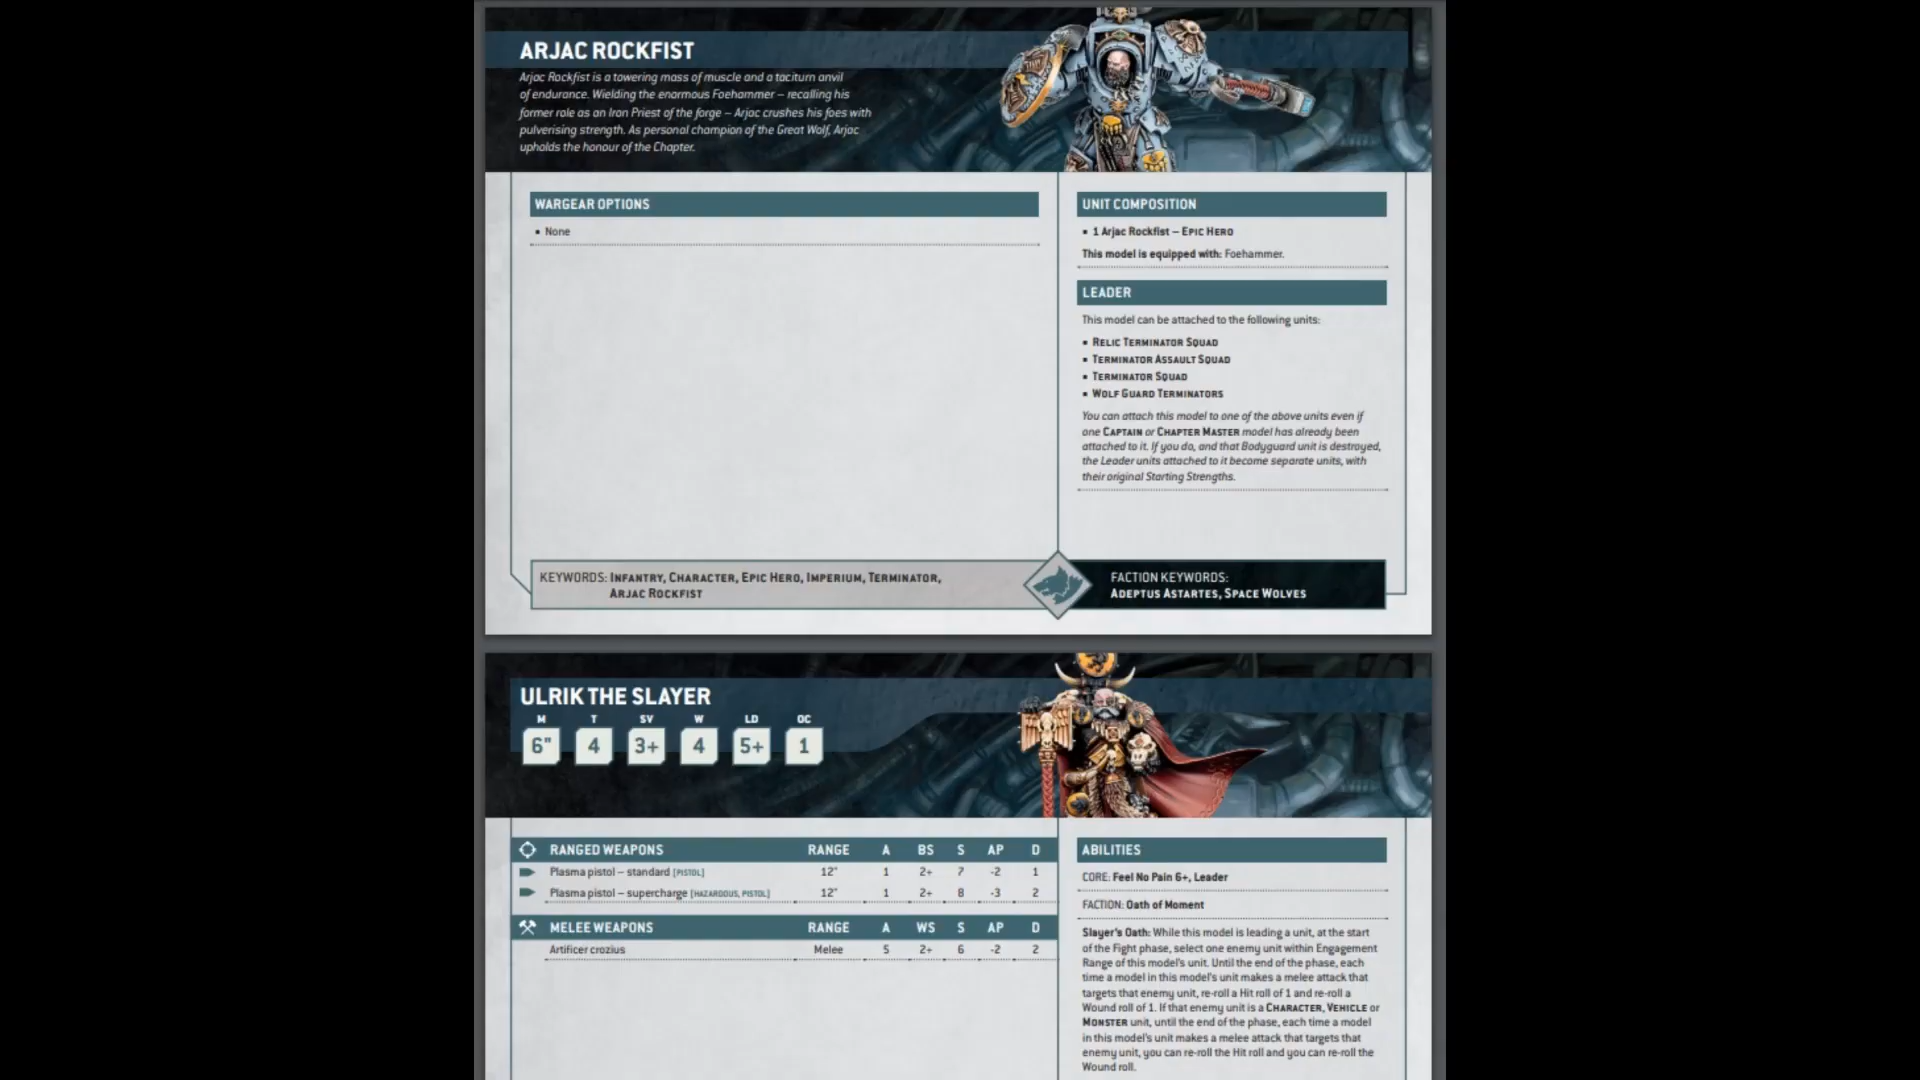 ARJAC ROCKFIST
Arjac Rockfist is a towering mass of muscle and a taciturn anvil
of endurance. Wielding the enormous Foehammer – recalling his
former role as an Iron Priest of the forge – Arjac crushes his foes with
pulverising strength. As personal champion of the Great Wolf, Arjac
upholds the honour of the Chapter.
WARGEAR OPTIONS
▪ None
UNIT COMPOSITION
▪ 1 Arjac Rockfist – EPIC HERO
This model is equipped with: Foehammer.
LEADER
This model can be attached to the following units:
▪ RELIC TERMINATOR SQUAD
▪ TERMINATOR ASSAULT SQUAD
▪ TERMINATOR SQUAD
▪ WOLF GUARD TERMINATORS
You can attach this model to one of the above units even if
one CAPTAIN or CHAPTER MASTER model has already been
attached to it. If you do, and that Bodyguard unit is destroyed,
the Leader units attached to it become separate units, with
their original Starting Strengths.
KEYWORDS: INFANTRY, CHARACTER, EPIC HERO, IMPERIUM, TERMINATOR,
ARJAC ROCKFIST
FACTION KEYWORDS:
ADEPTUS ASTARTES, SPACE WOLVES
ULRIK THE SLAYER
M T SV W LD OC
6" 4 3+ 4 5+ 1
RANGED WEAPONS RANGE A BS S AP D
Plasma pistol – standard [PISTOL] 12" 1 2+ 7 -2 1
Plasma pistol – supercharge [HAZARDOUS, PISTOL] 12" 1 2+ 8 -3 2
MELEE WEAPONS RANGE A WS S AP D
Artificer crozius Melee 5 2+ 6 -2 2
ABILITIES
CORE: Feel No Pain 6+, Leader
FACTION: Oath of Moment
Slayer's Oath: While this model is leading a unit, at the start
of the Fight phase, select one enemy unit within Engagement
Range of this model's unit. Until the end of the phase, each
time a model in this model's unit makes a melee attack that
targets that enemy unit, re-roll a Hit roll of 1 and re-roll a
Wound roll of 1. If that enemy unit is a CHARACTER, VEHICLE or
MONSTER unit, until the end of the phase, each time a model
in this model's unit makes a melee attack that targets that
enemy unit, you can re-roll the Hit roll and you can re-roll the
Wound roll.